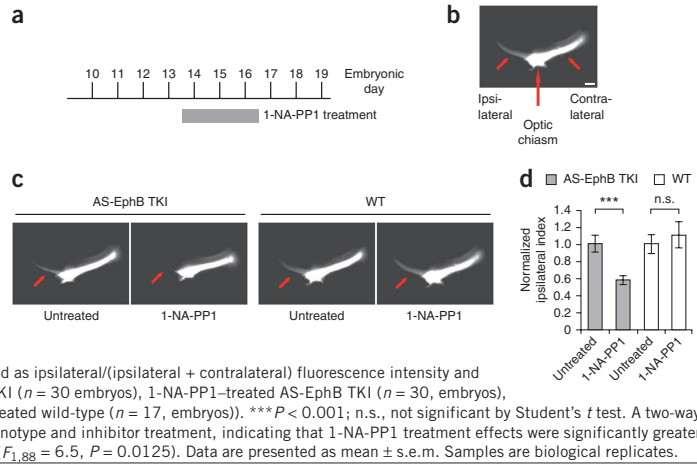 a
10 11 12 13 14 15 16 17 18 19 Embryonic
day
1-NA-PP1 treatment
b
Ipsi-
lateral
Contra-
lateral
Optic
chiasm
c
AS-EphB TKI
WT
Untreated
1-NA-PP1
Untreated
1-NA-PP1
d
AS-EphB TKI
WT
***
n.s.
Normalized
ipsilateral index
1.4
1.2
1.0
0.8
0.6
0.4
0.2
0
Untreated
1-NA-PP1
Untreated
1-NA-PP1
ed as ipsilateral/(ipsilateral + contralateral) fluorescence intensity and
KI (n = 30 embryos), 1-NA-PP1–treated AS-EphB TKI (n = 30, embryos),
eated wild-type (n = 17, embryos)). ***P < 0.001; n.s., not significant by Student's t test. A two-way
enotype and inhibitor treatment, indicating that 1-NA-PP1 treatment effects were significantly greater
(F1,88 = 6.5, P = 0.0125). Data are presented as mean ± s.e.m. Samples are biological replicates.